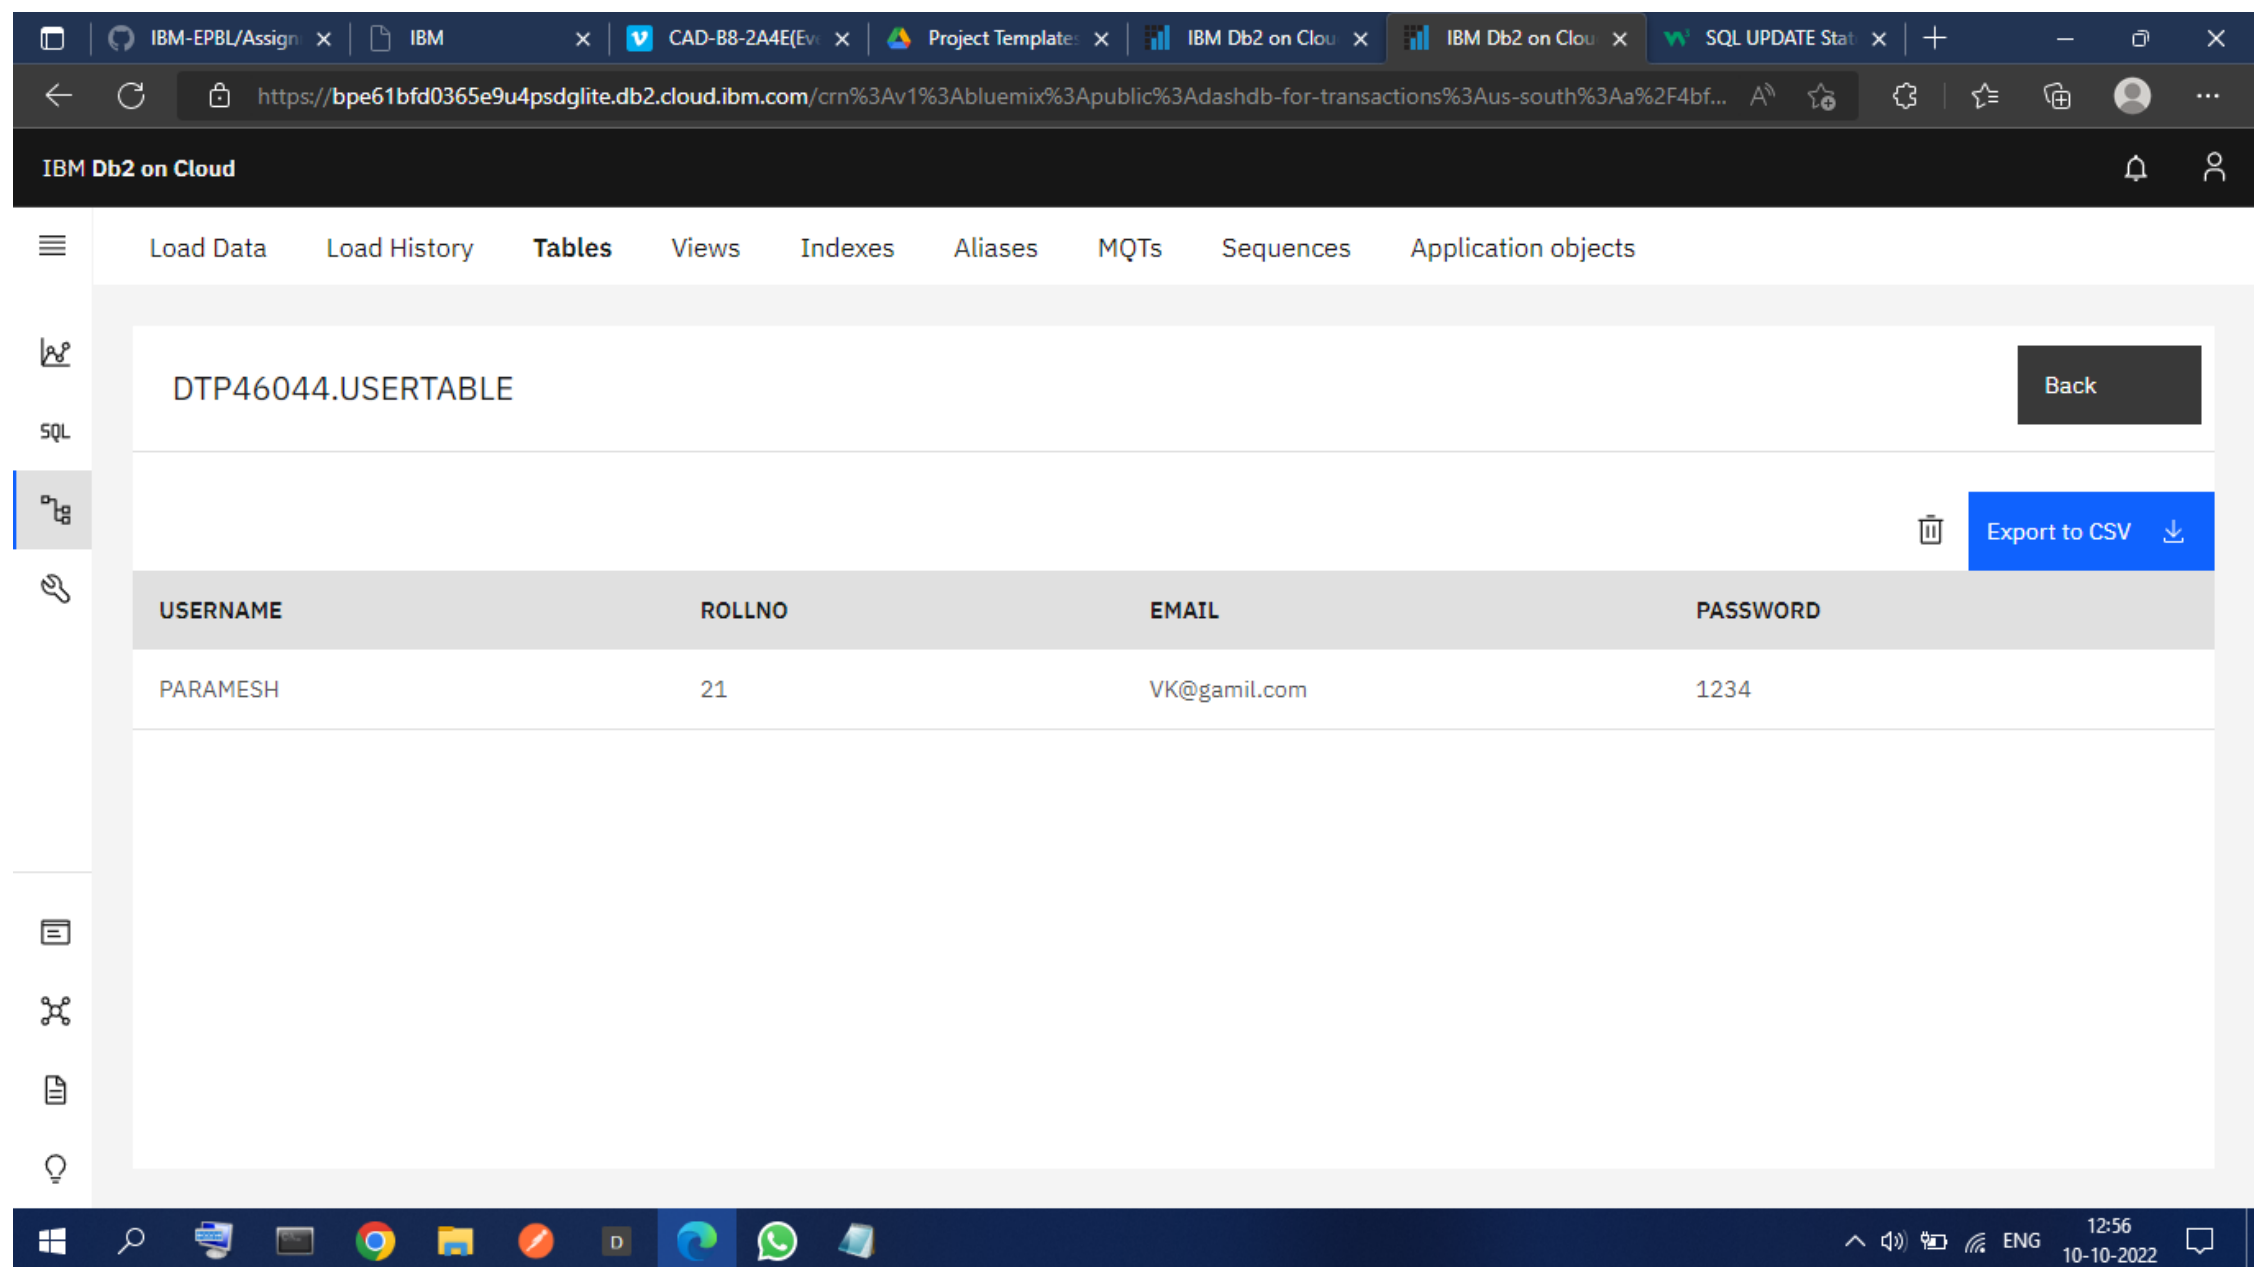 IBM-EPBL/Assign
IBM
CAD-B8-2A4E(Ev
Project Templates
IBM Db2 on Clou
IBM Db2 on Clou
SQL UPDATE Stat
https://bpe61bfd0365e9u4psdglite.db2.cloud.ibm.com/crn%3Av1%3Abluemix%3Apublic%3Adashdb-for-transactions%3Aus-south%3Aa%2F4bf...
IBM Db2 on Cloud
Load Data Load History Tables Views Indexes Aliases MQTs Sequences Application objects
DTP46044.USERTABLE
Back
SQL
Export to CSV
USERNAME ROLLNO EMAIL PASSWORD
PARAMESH 21 VK@gamil.com 1234
D
ENG
12:56
10-10-2022